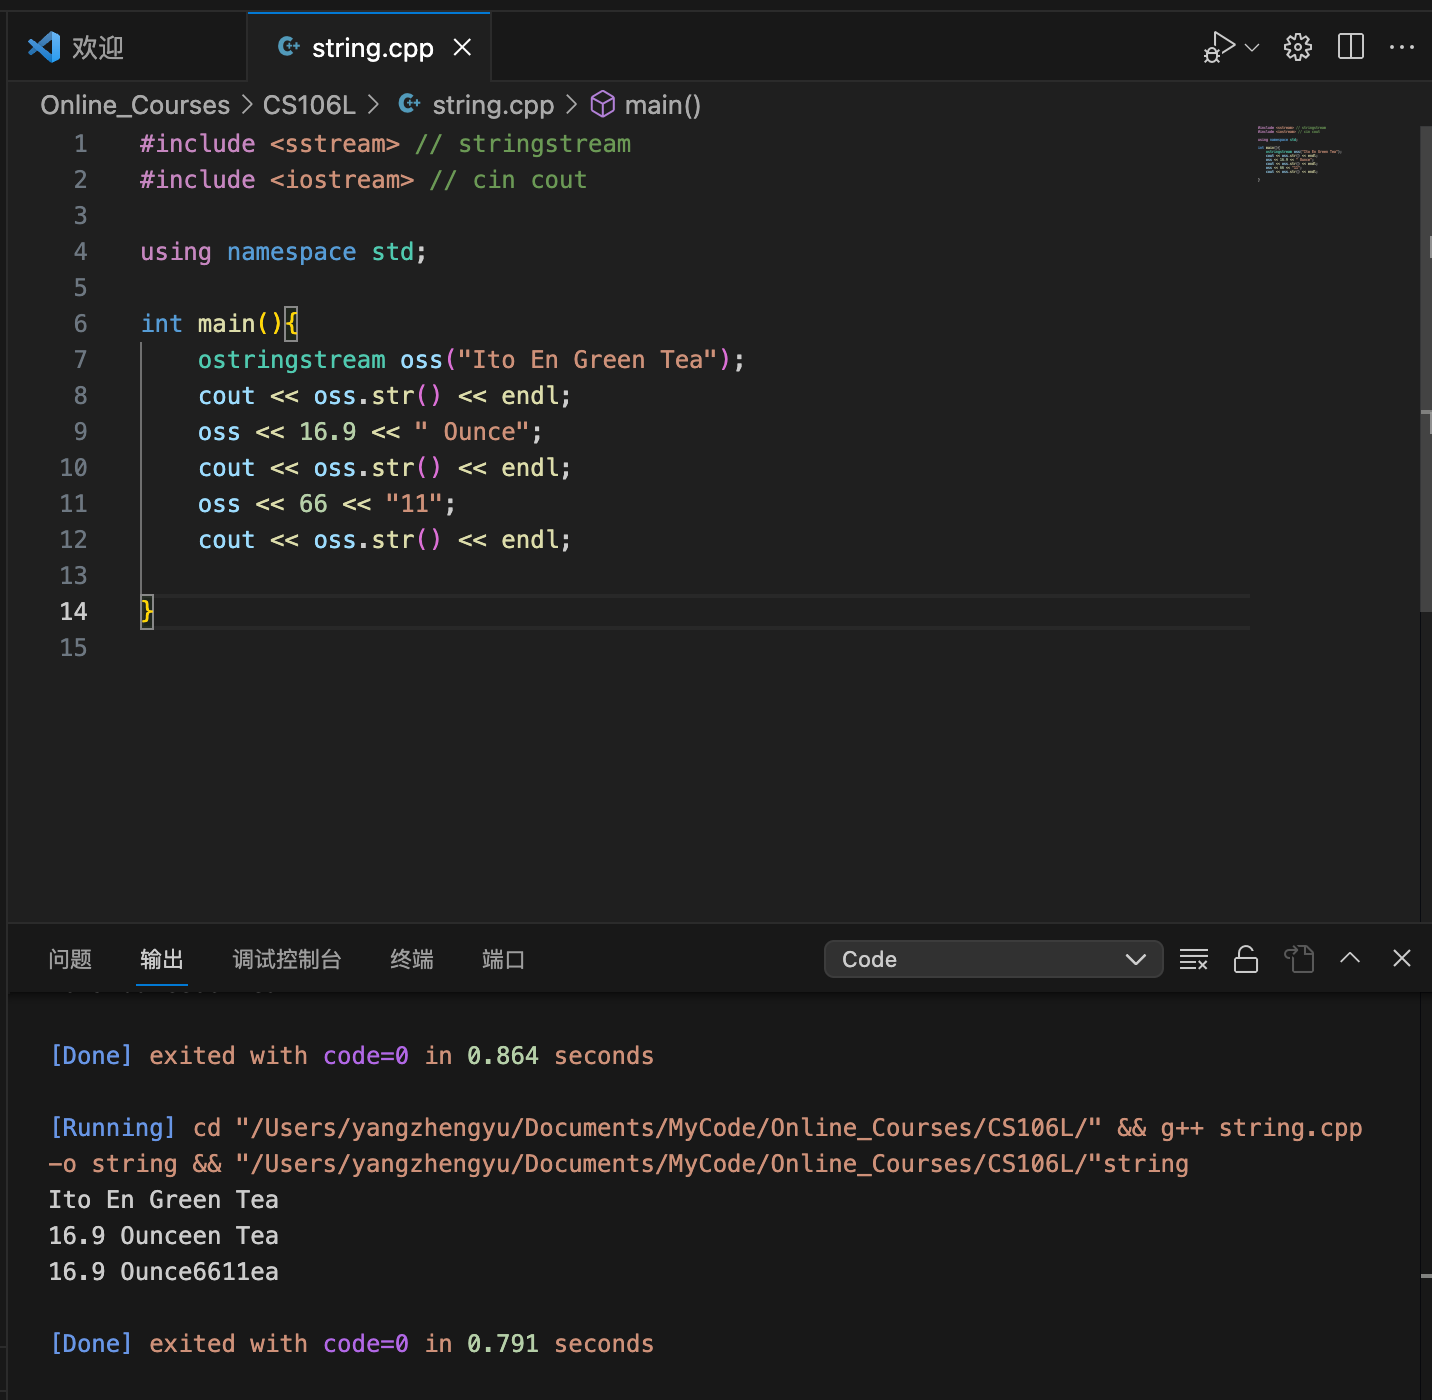 欢迎
string.cpp
Online_Courses > CS106L > string.cpp > main()
1 #include <sstream> // stringstream
2 #include <iostream> // cin cout
3
4 using namespace std;
5
6 int main(){
7     ostringstream oss("Ito En Green Tea");
8     cout << oss.str() << endl;
9     oss << 16.9 << " Ounce";
10     cout << oss.str() << endl;
11     oss << 66 << "11";
12     cout << oss.str() << endl;
13
14 }
15
问题 输出 调试控制台 终端 端口 Code
[Done] exited with code=0 in 0.864 seconds
[Running] cd "/Users/yangzhengyu/Documents/MyCode/Online_Courses/CS106L/" && g++ string.cpp
-o string && "/Users/yangzhengyu/Documents/MyCode/Online_Courses/CS106L/"string
Ito En Green Tea
16.9 Ounceen Tea
16.9 Ounce6611ea
[Done] exited with code=0 in 0.791 seconds